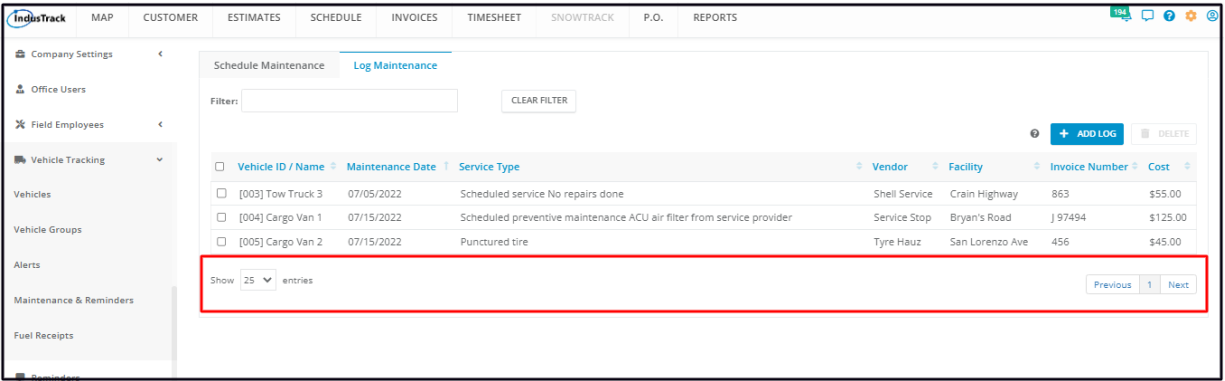 IndusTrack MAP CUSTOMER ESTIMATES SCHEDULE INVOICES TIMESHEET SNOWTRACK P.O. REPORTS 194
Company Settings
Office Users
Field Employees
Vehicle Tracking
Vehicles
Vehicle Groups
Alerts
Maintenance & Reminders
Fuel Receipts
Reminders
Schedule Maintenance Log Maintenance
Filter: CLEAR FILTER
+ ADD LOG DELETE
Vehicle ID / Name Maintenance Date Service Type Vendor Facility Invoice Number Cost
[003] Tow Truck 3 07/05/2022 Scheduled service No repairs done Shell Service Crain Highway 863 $55.00
[004] Cargo Van 1 07/15/2022 Scheduled preventive maintenance ACU air filter from service provider Service Stop Bryan's Road J 97494 $125.00
[005] Cargo Van 2 07/15/2022 Punctured tire Tyre Hauz San Lorenzo Ave 456 $45.00
Show 25 entries Previous 1 Next